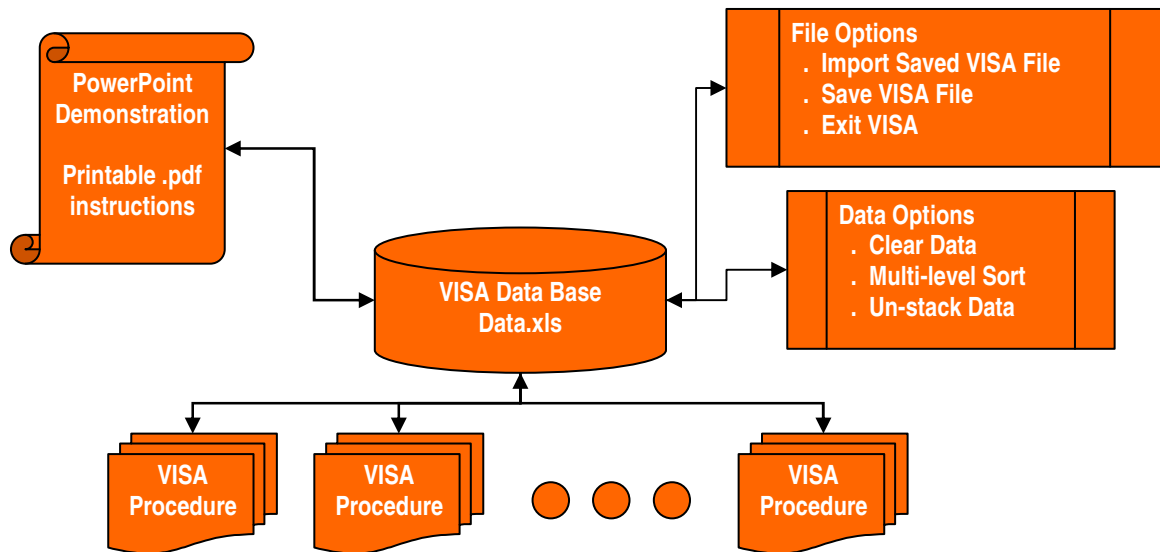 PowerPoint
Demonstration
Printable .pdf
instructions
File Options
. Import Saved VISA File
. Save VISA File
. Exit VISA
Data Options
. Clear Data
. Multi-level Sort
. Un-stack Data
VISA Data Base
Data.xls
VISA
Procedure
VISA
Procedure
VISA
Procedure